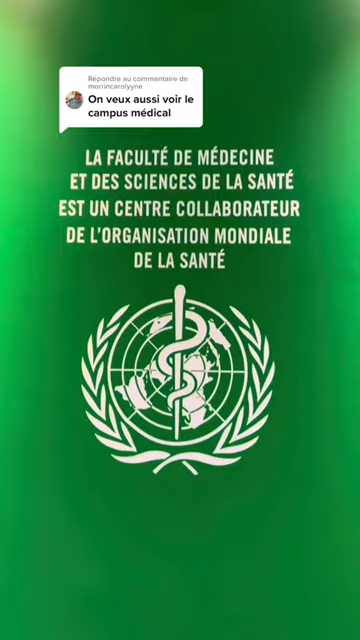 Répondre au commentaire de
morrincarolyyne
On veux aussi voir le
campus médical
LA FACULTÉ DE MÉDECINE
ET DES SCIENCES DE LA SANTÉ
EST UN CENTRE COLLABORATEUR
DE L'ORGANISATION MONDIALE
DE LA SANTÉ